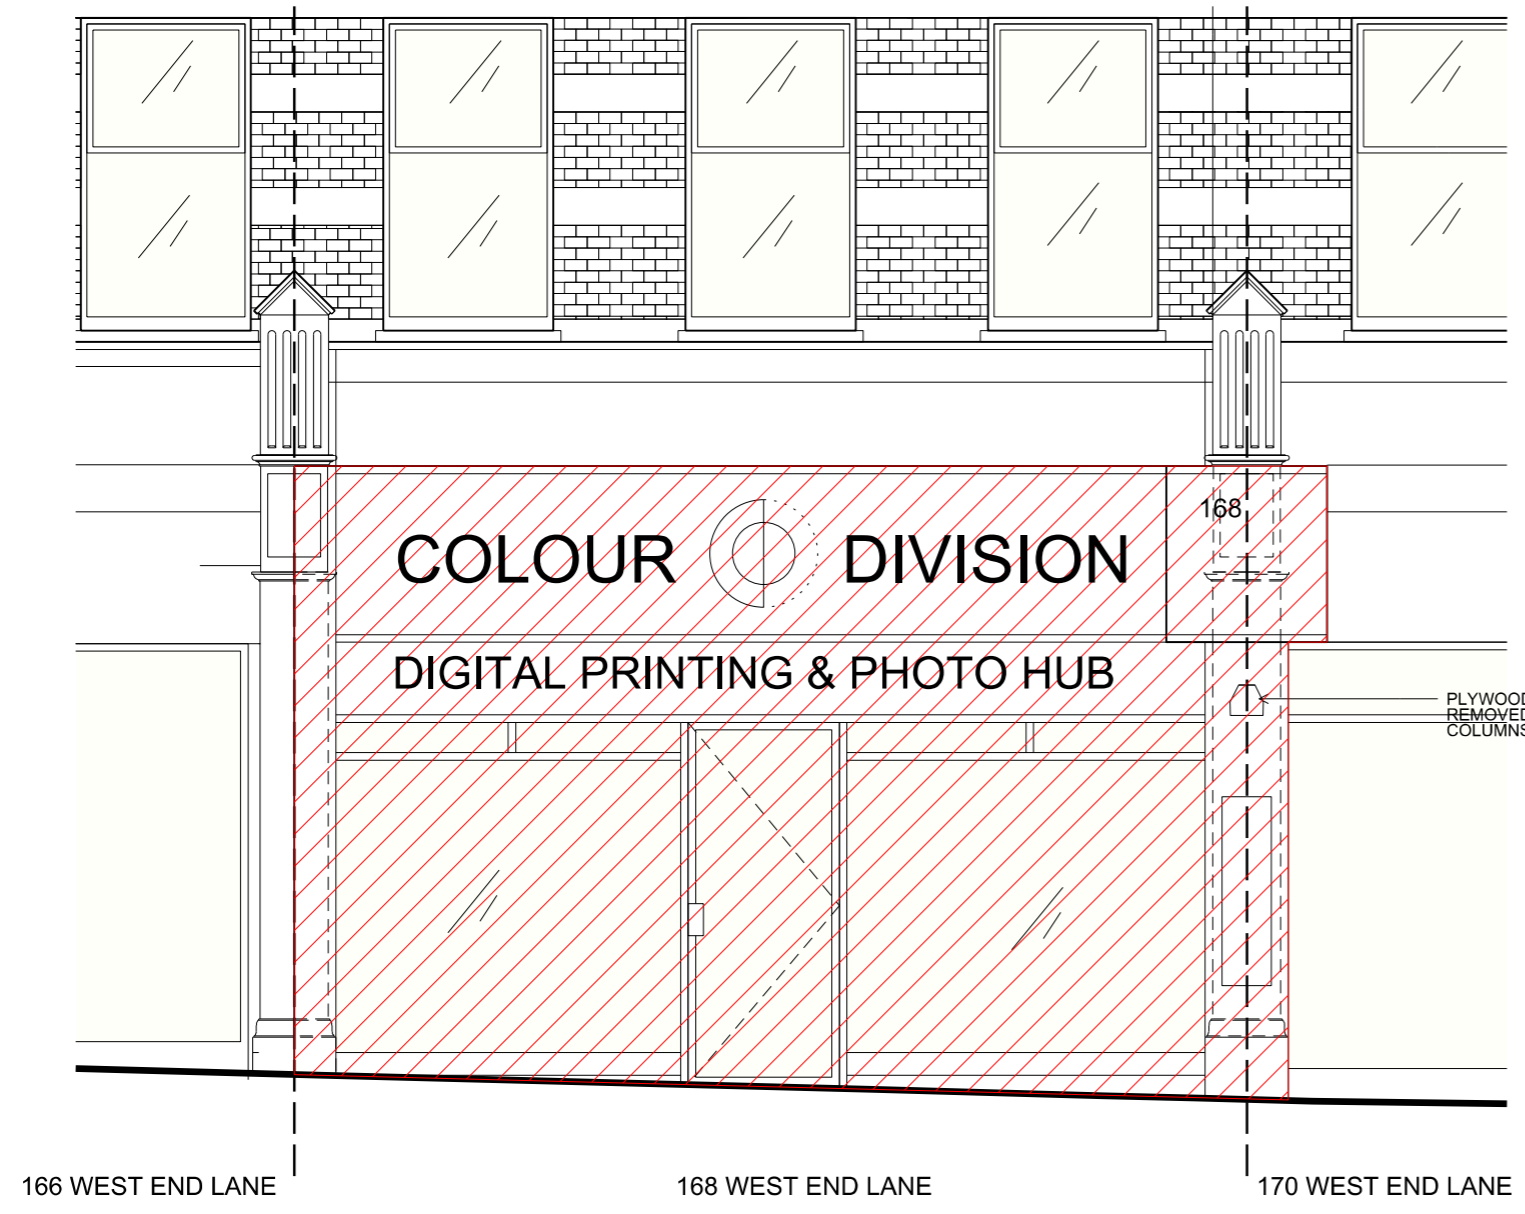 168
COLOUR DIVISION
DIGITAL PRINTING & PHOTO HUB
PLYWOOD
REMOVED
COLUMNS
166 WEST END LANE
168 WEST END LANE
170 WEST END LANE